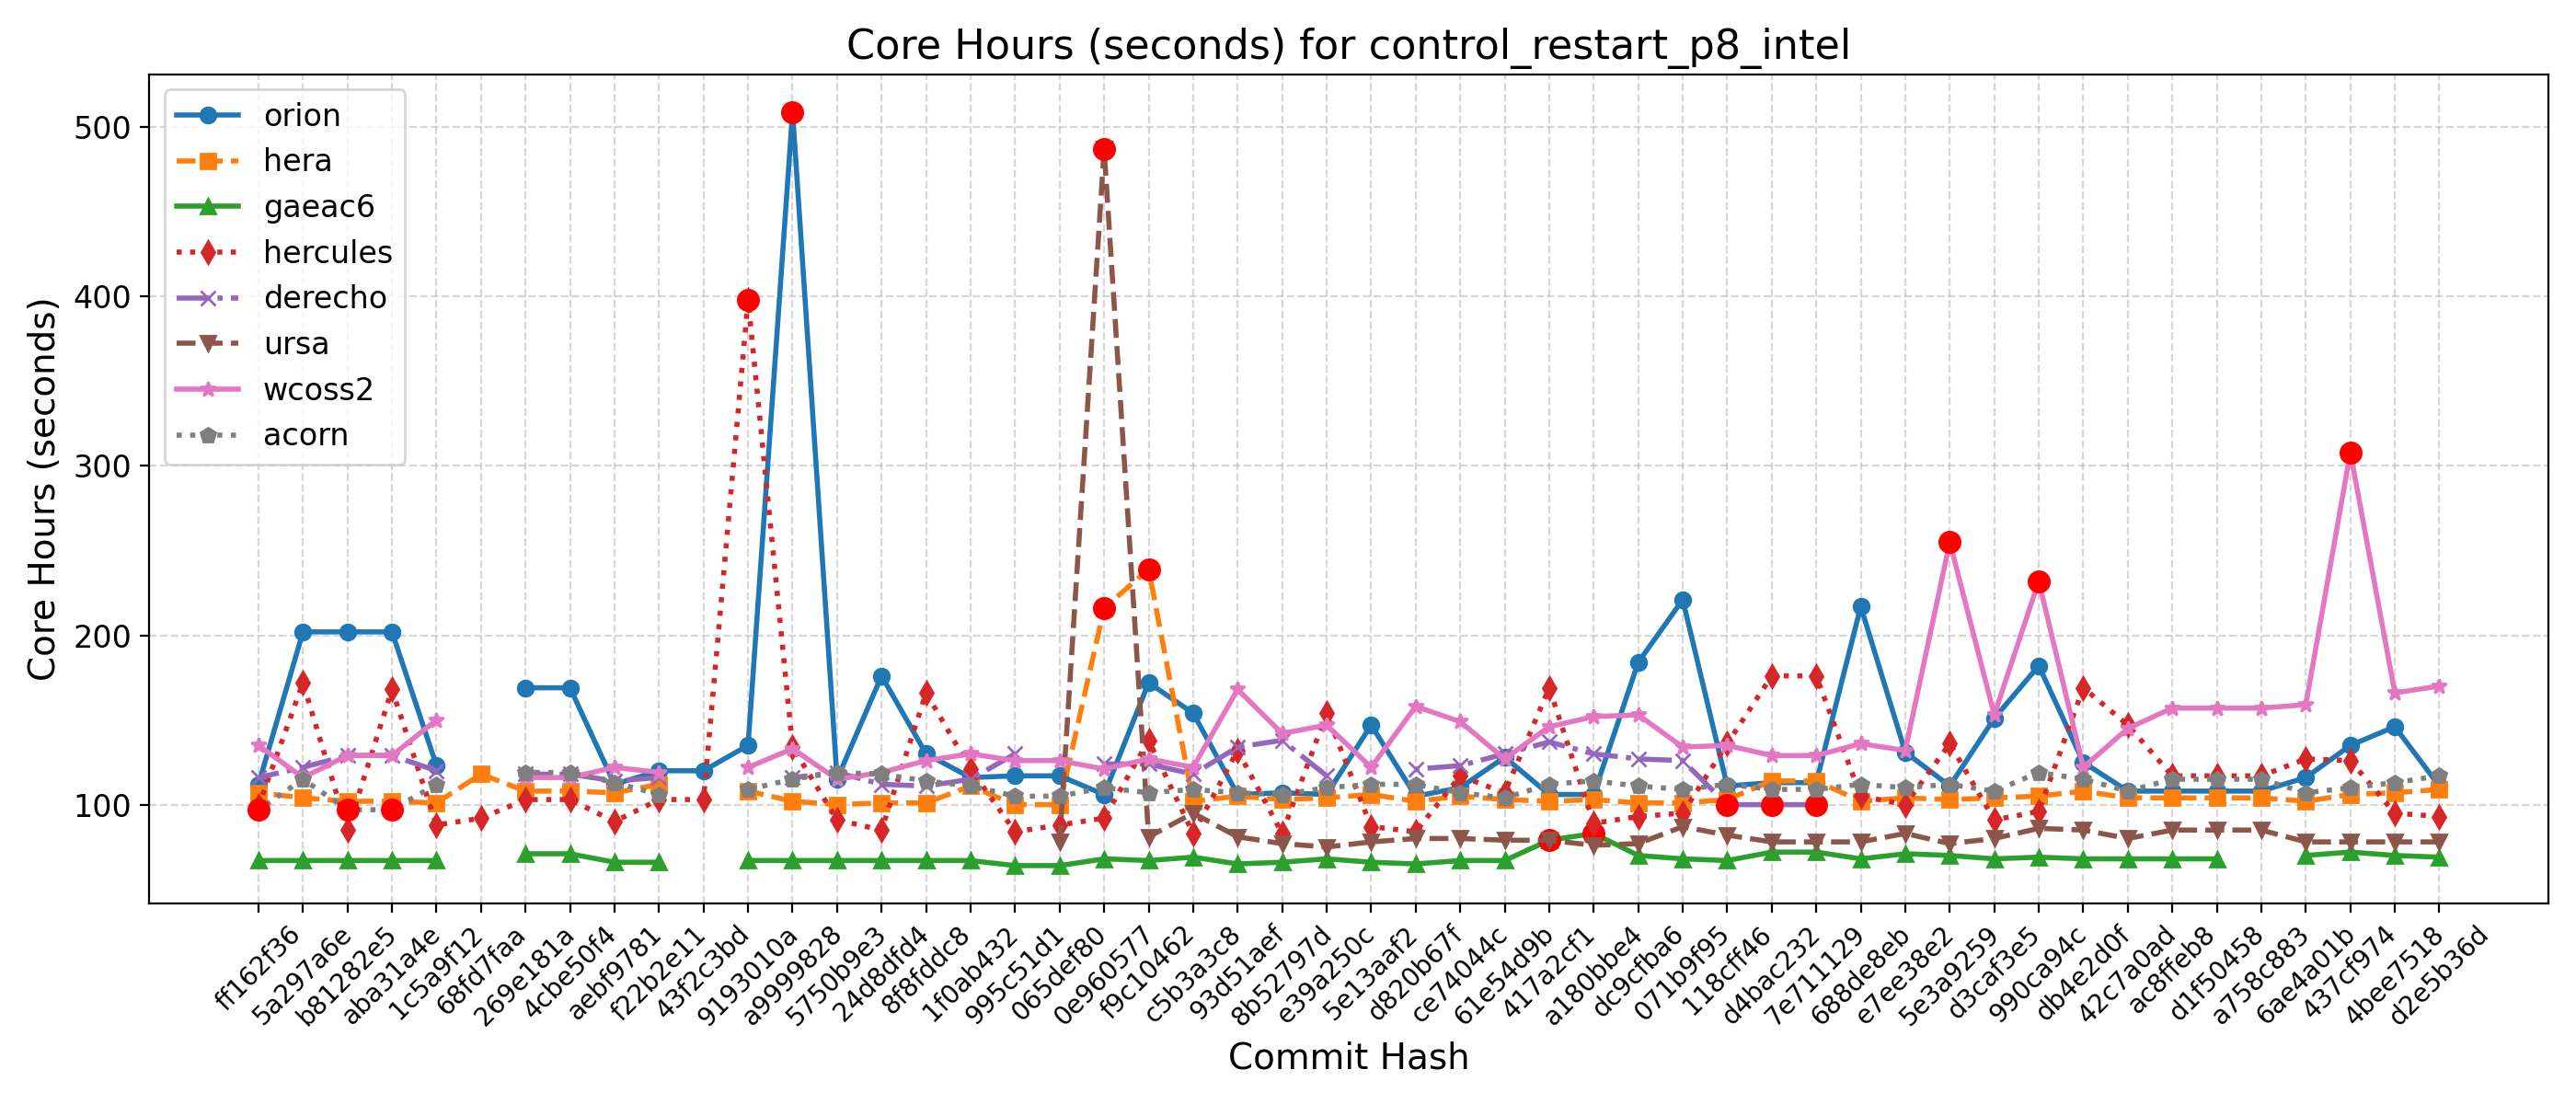 Core Hours (seconds) for control_restart_p8_intel
Core Hours (seconds)
500
400
300
200
100
orion
hera
gaeac6
hercules
derecho
ursa
wcoss2
acorn
ff162f36
5a297a6e
b81282e5
aba31a4e
1c5a9f12
68fd7faa
269e181a
4cbe50f4
aebf9781
f22b2e11
43f2c3bd
9193010a
a9999828
5750b9e3
24d8dfd4
8f8fddc8
1f0ab432
995c51d1
065def80
0e960577
f9c10462
c5b3a3c8
93d51aef
8b52797d
e39a250c
5e13aaf2
d820b67f
ce74044c
61e54d9b
417a2cf1
a180bbe4
dc9cfba6
071b9f95
118cff46
d4bac232
7e711129
688de8eb
e7ee38e2
5e3a9259
d3caf3e5
990ca94c
db4e2d0f
42c7a0ad
ac8ffeb8
d1f50458
a758c883
6ae4a01b
437cf974
4bee7518
d2e5b36d
Commit Hash